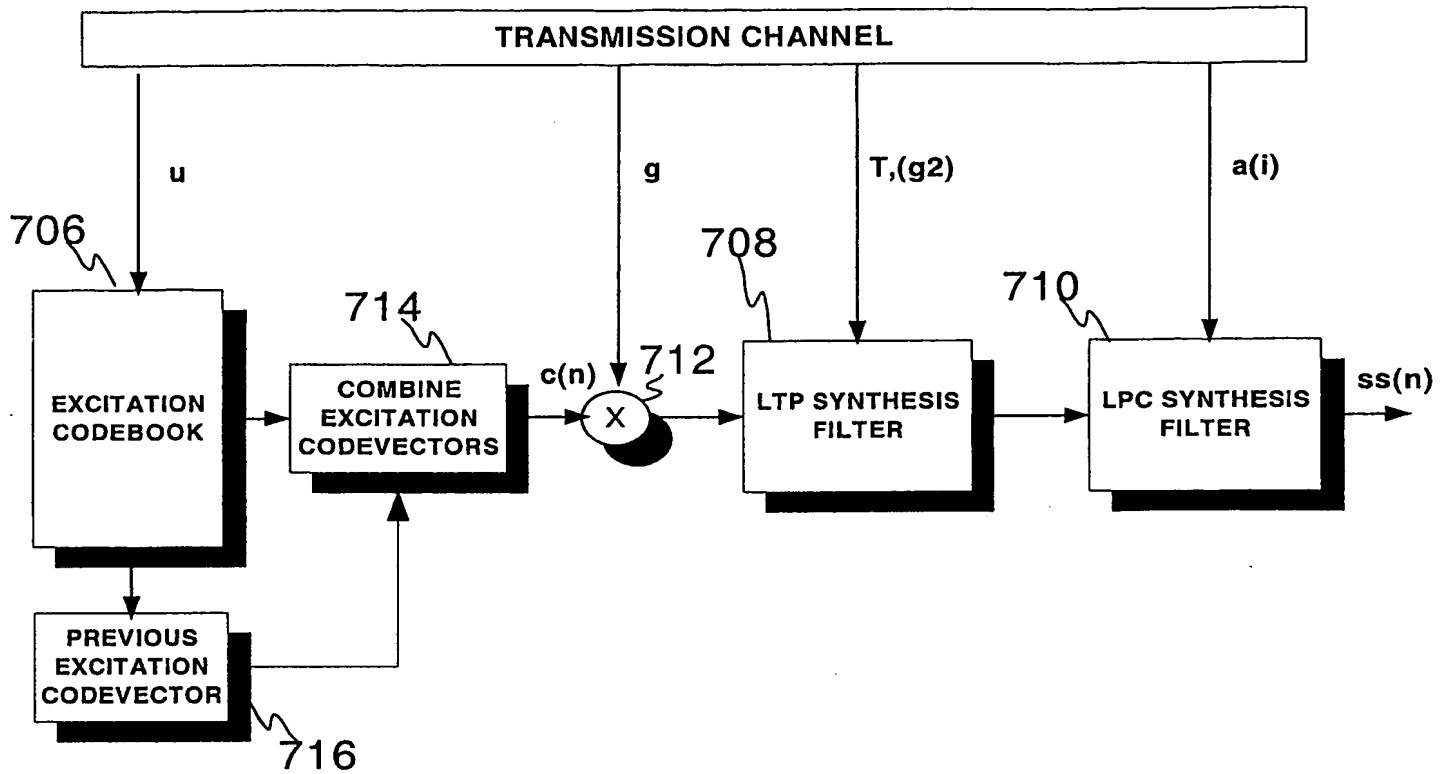 TRANSMISSION CHANNEL
u
g
T,(g2)
a(i)
706
714
712
708
710
EXCITATION
CODEBOOK
COMBINE
EXCITATION
CODEVECTORS
c(n)
X
LTP SYNTHESIS
FILTER
LPC SYNTHESIS
FILTER
ss(n)
PREVIOUS
EXCITATION
CODEVECTOR
716